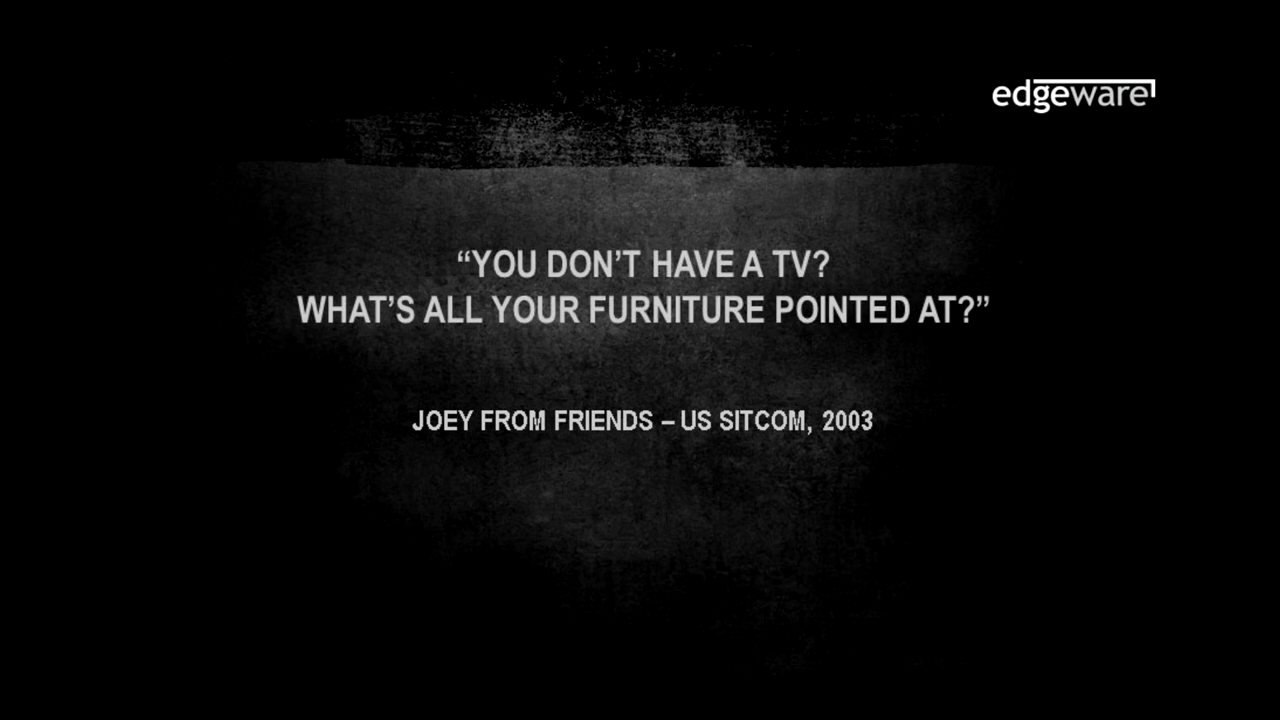 edgeware
“YOU DON’T HAVE A TV?
WHAT’S ALL YOUR FURNITURE POINTED AT?”
JOEY FROM FRIENDS – US SITCOM, 2003